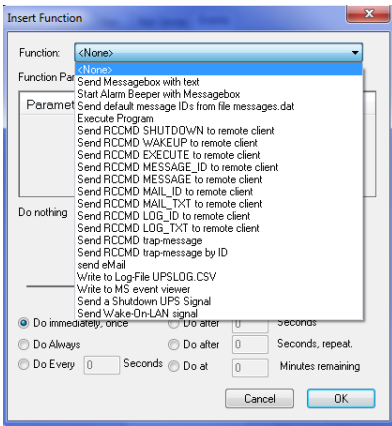 Insert Function
Function: <None>
<None>
Function Par
Send Messagebox with text
Start Alarm Beeper with Messagebox
Paramet
Send default message IDs from file messages.dat
Execute Program
Send RCCMD SHUTDOWN to remote client
Send RCCMD WAKEUP to remote client
Send RCCMD EXECUTE to remote client
Send RCCMD MESSAGE_ID to remote client
Send RCCMD MESSAGE to remote client
Send RCCMD MAIL_ID to remote client
Send RCCMD MAIL_TXT to remote client
Do nothing
Send RCCMD LOG_ID to remote client
Send RCCMD LOG_TXT to remote client
Send RCCMD trap-message
Send RCCMD trap-message by ID
send eMail
Write to Log-File UPSLOG.CSV
Write to MS event viewer
Send a Shutdown UPS Signal
Send Wake-On-LAN signal
Do immediately, once Do after 0 Seconds
Do Always Do after 0 Seconds, repeat.
Do Every 0 Seconds Do at 0 Minutes remaining
Cancel OK